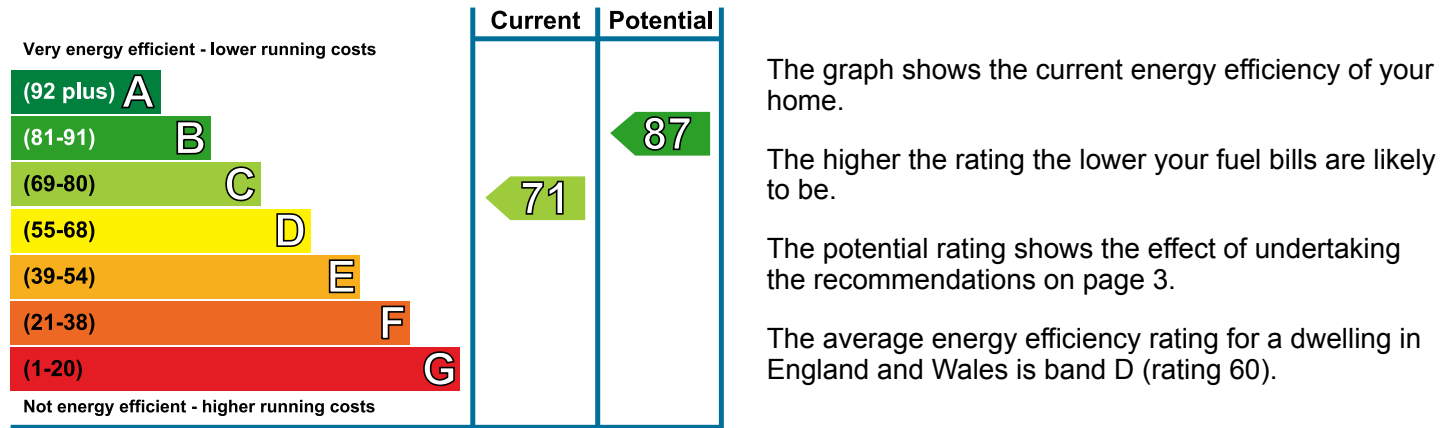 Current Potential
Very energy efficient - lower running costs
(92 plus) A
(81-91) B
87
(69-80) C
71
(55-68) D
(39-54) E
(21-38) F
(1-20) G
Not energy efficient - higher running costs
The graph shows the current energy efficiency of your
home.
The higher the rating the lower your fuel bills are likely
to be.
The potential rating shows the effect of undertaking
the recommendations on page 3.
The average energy efficiency rating for a dwelling in
England and Wales is band D (rating 60).